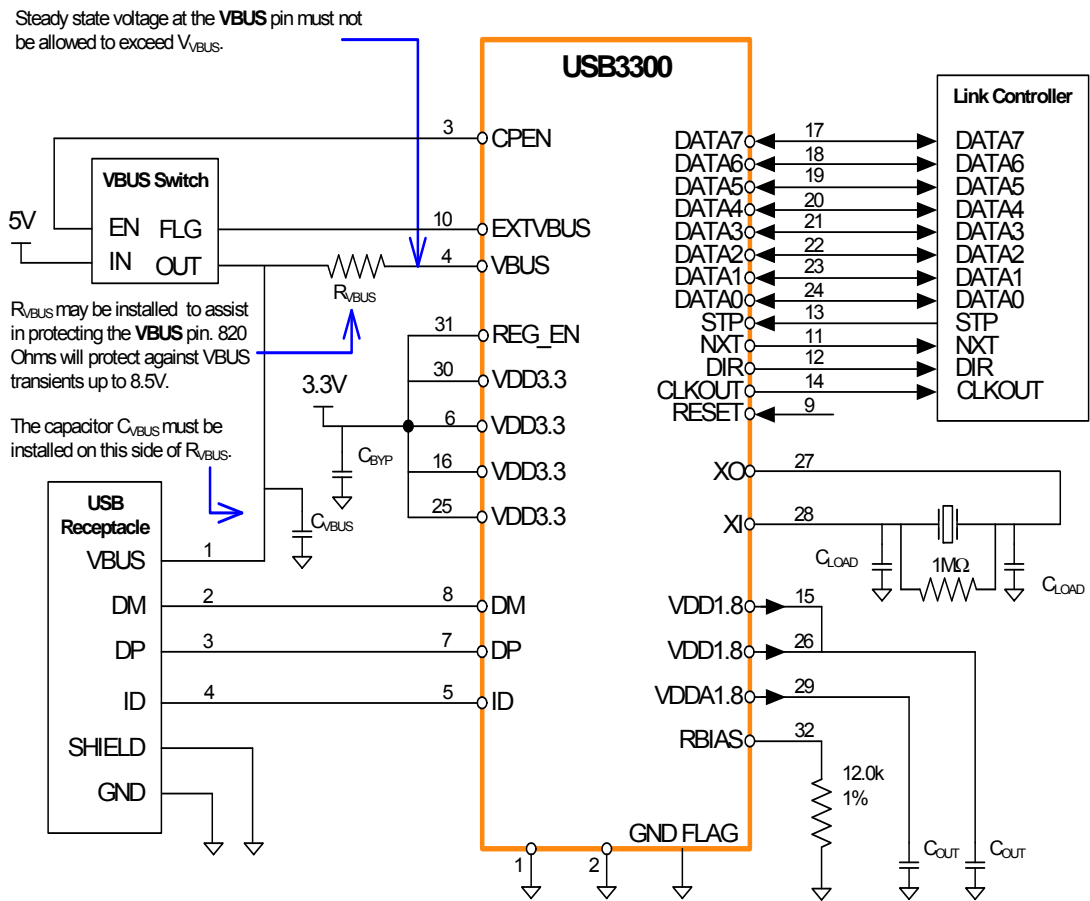 Steady state voltage at the VBUS pin must not
be allowed to exceed VVBUS.
USB3300
Link Controller
3
CPEN
VBUS Switch
5V
EN FLG
IN OUT
10
EXTVBUS
4
VBUS
RVBUS
RVBUS may be installed to assist
in protecting the VBUS pin. 820
Ohms will protect against VBUS
transients up to 8.5V.
The capacitor CVBUS must be
installed on this side of RVBUS.
3.3V
CBYP
CVBUS
31
REG_EN
30
VDD3.3
6
VDD3.3
16
VDD3.3
25
VDD3.3
USB
Receptacle
VBUS 1
DM 2 8 DM
DP 3 7 DP
ID 4 5 ID
SHIELD
GND
DATA7 17 DATA7
DATA6 18 DATA6
DATA5 19 DATA5
DATA4 20 DATA4
DATA3 21 DATA3
DATA2 22 DATA2
DATA1 23 DATA1
DATA0 24 DATA0
STP 13 STP
NXT 11 NXT
DIR 12 DIR
CLKOUT 14 CLKOUT
RESET 9
XO 27
XI 28
CLOAD
1MΩ
CLOAD
VDD1.8 15
VDD1.8 26
VDDA1.8 29
RBIAS 32
12.0k
1%
COUT
COUT
GND FLAG
1
2